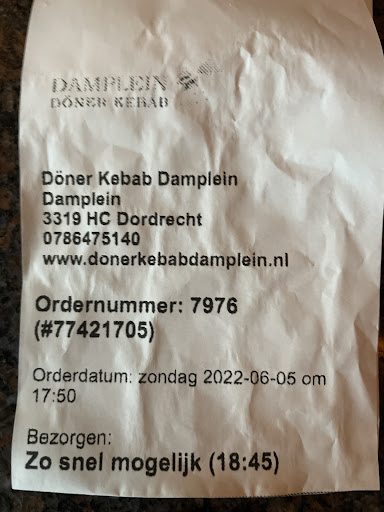 DAMPLEIN
DÖNER KEBAB
Döner Kebab Damplein
Damplein
3319 HC Dordrecht
0786475140
www.donerkebabdamplein.nl
Ordernummer: 7976
(#77421705)
Orderdatum: zondag 2022-06-05 om
17:50
Bezorgen:
Zo snel mogelijk (18:45)